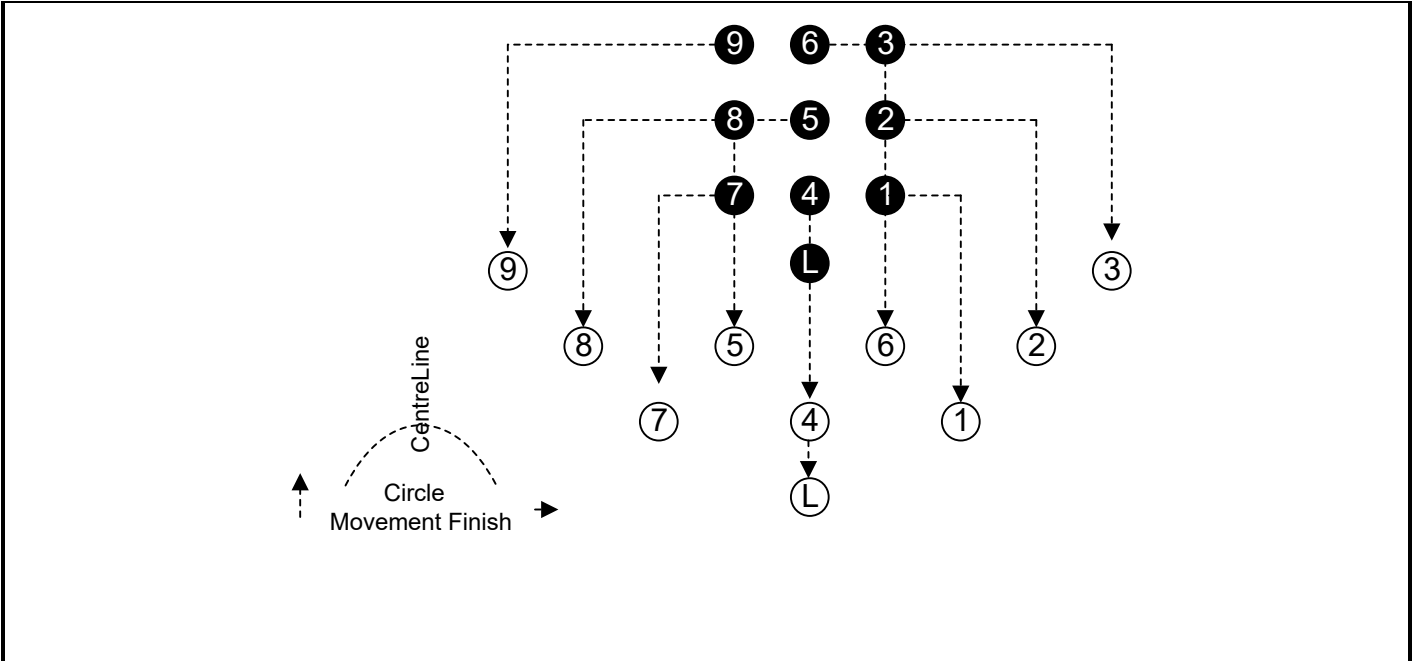 9 6 3
8 5 2
7 4 1
L
9 3
8 5 6 2
CentreLine
7 4 1
Circle
L
Movement Finish